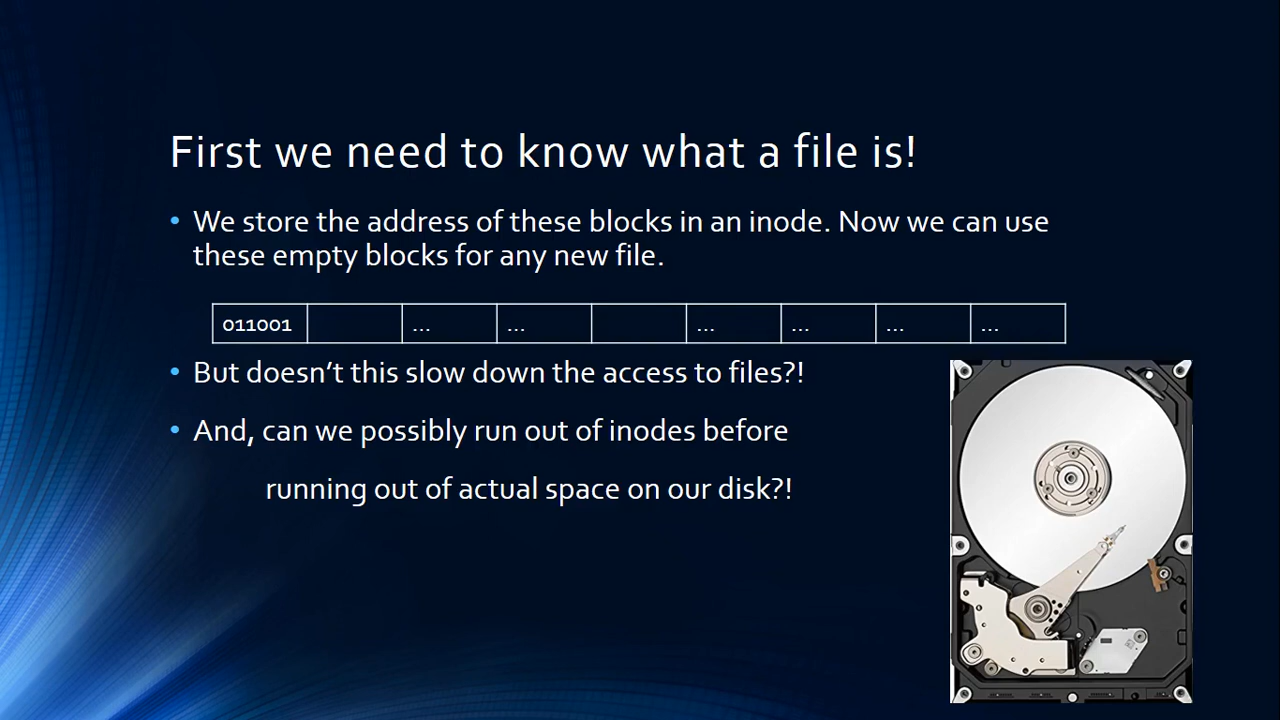 First we need to know what a file is!
• We store the address of these blocks in an inode. Now we can use
these empty blocks for any new file.
011001 ... ... ... ... ... ...
• But doesn’t this slow down the access to files?!
• And, can we possibly run out of inodes before
running out of actual space on our disk?!